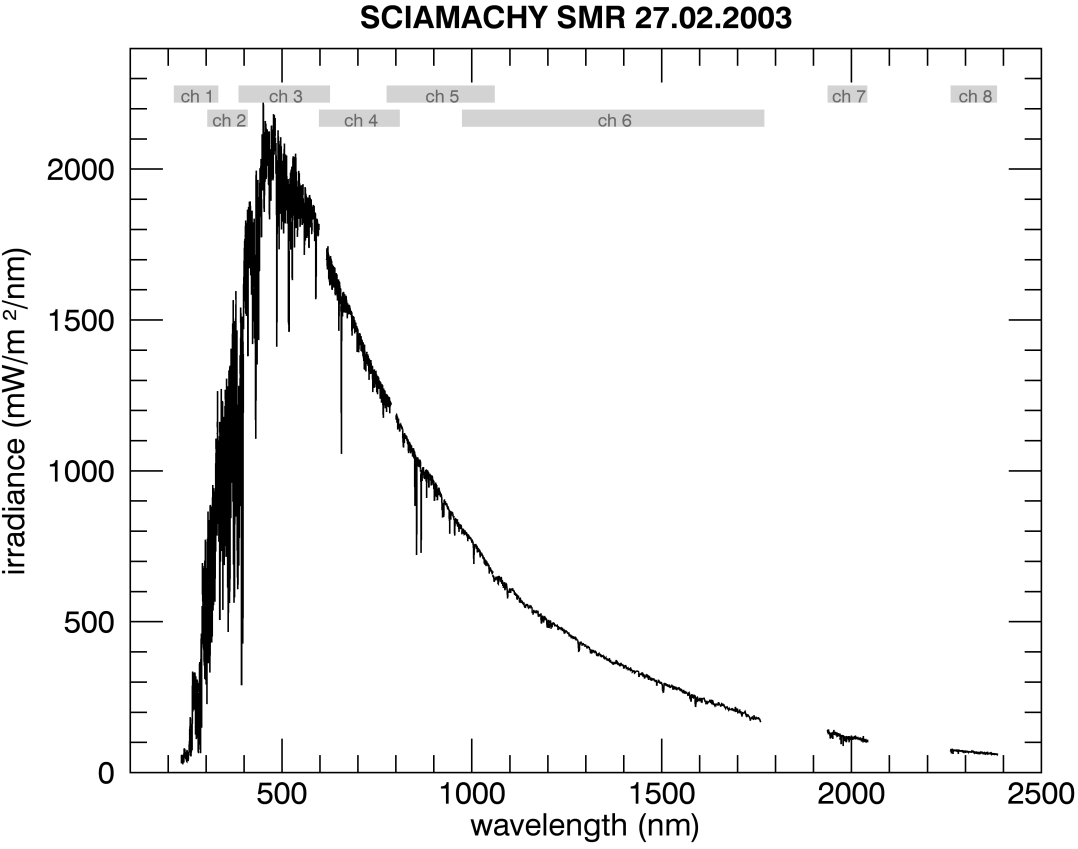 SCIAMACHY SMR 27.02.2003
ch 1 ch 3 ch 5 ch 7 ch 8
ch 2 ch 4 ch 6
2000
1500
1000
500
0
irradiance (mW/m 2/nm)
500 1000 1500 2000 2500
wavelength (nm)